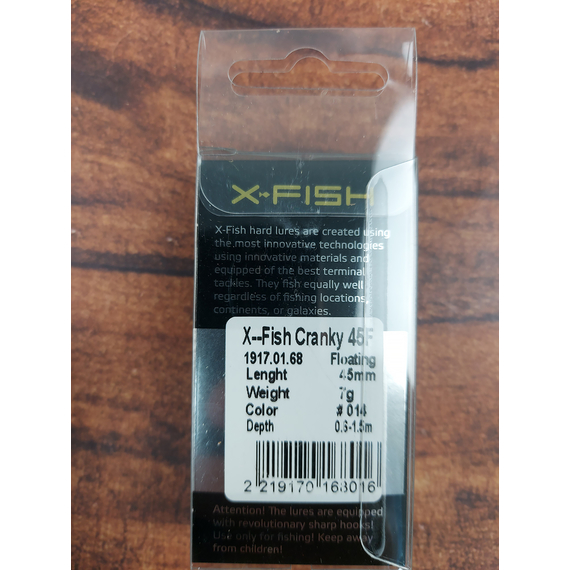 X-FISH
X-Fish hard lures are created using
the most innovative technologies
using innovative materials and
equipped of the best terminal
tackles. They fish equally well
regardless of fishing locations,
continents, or galaxies.
X--Fish Cranky 45F
1917.01.68 Floating
Lenght 45mm
Weight 7g
Color # 014
Depth 0.6-1.5m
2 219170 168016
Attention! The lures are equipped
with revolutionary sharp hooks!
Use only for fishing! Keep away
from children!